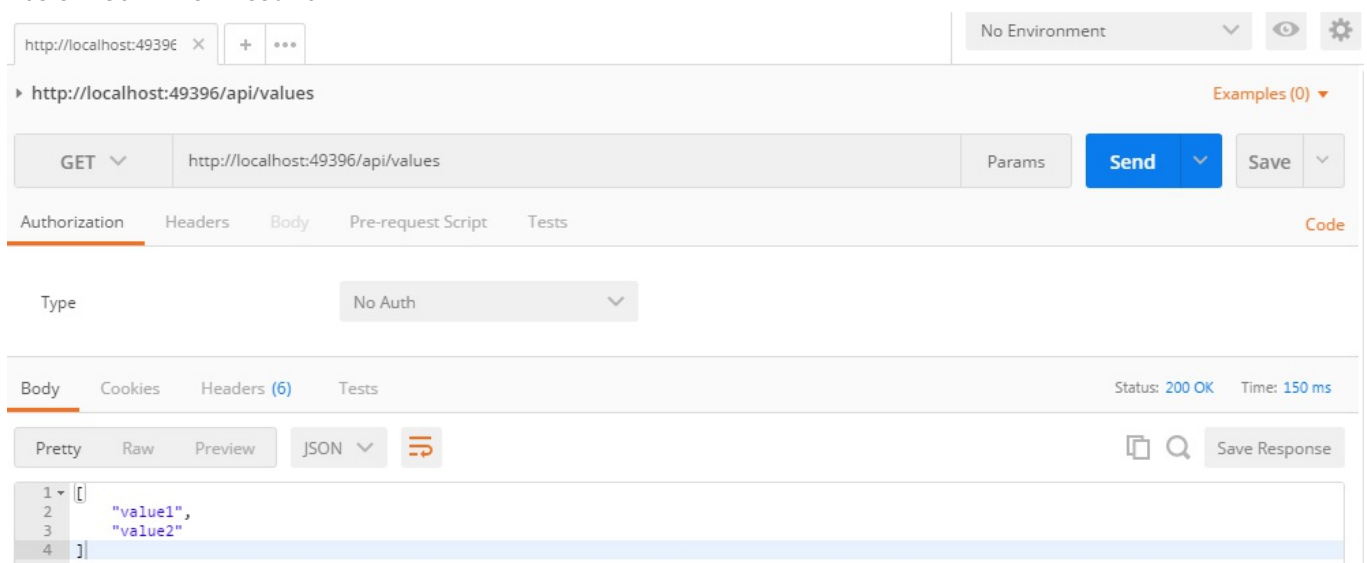 http://localhost:49396 × + •••
No Environment
http://localhost:49396/api/values
Examples (0)
GET
http://localhost:49396/api/values
Params
Send
Save
Authorization Headers Body Pre-request Script Tests
Code
Type
No Auth
Body Cookies Headers (6) Tests
Status: 200 OK Time: 150 ms
Pretty Raw Preview JSON
Save Response
1 [
2 "value1",
3 "value2"
4 ]